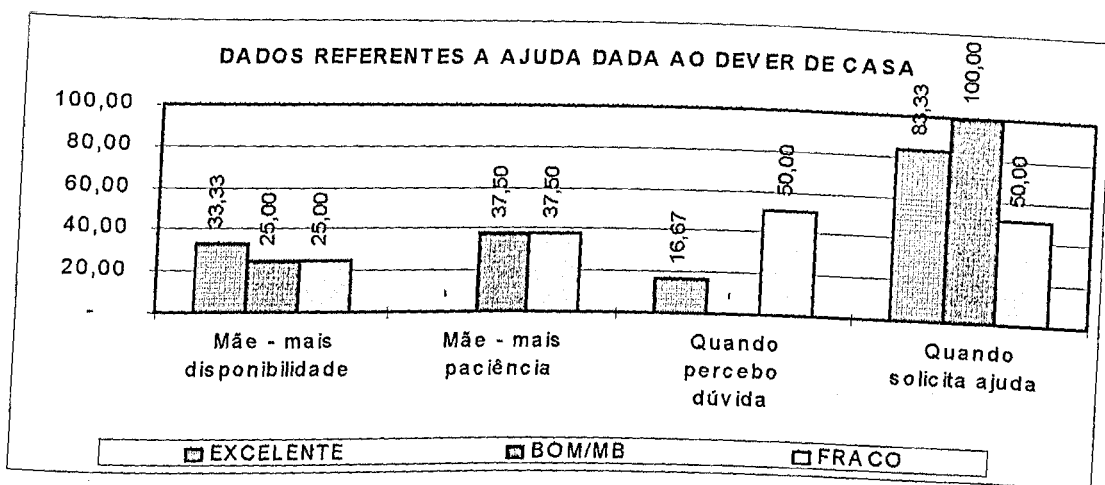 DADOS REFERENTES A AJUDA DADA AO DEVER DE CASA
100,00
80,00
60,00
40,00
20,00
-
33,33
25,00
25,00
37,50
37,50
16,67
50,00
83,33
100,00
50,00
Mãe - mais
disponibilidade
Mãe - mais
paciência
Quando
percebo
dúvida
Quando
solicita ajuda
EXCELENTE
BOM/MB
FRACO